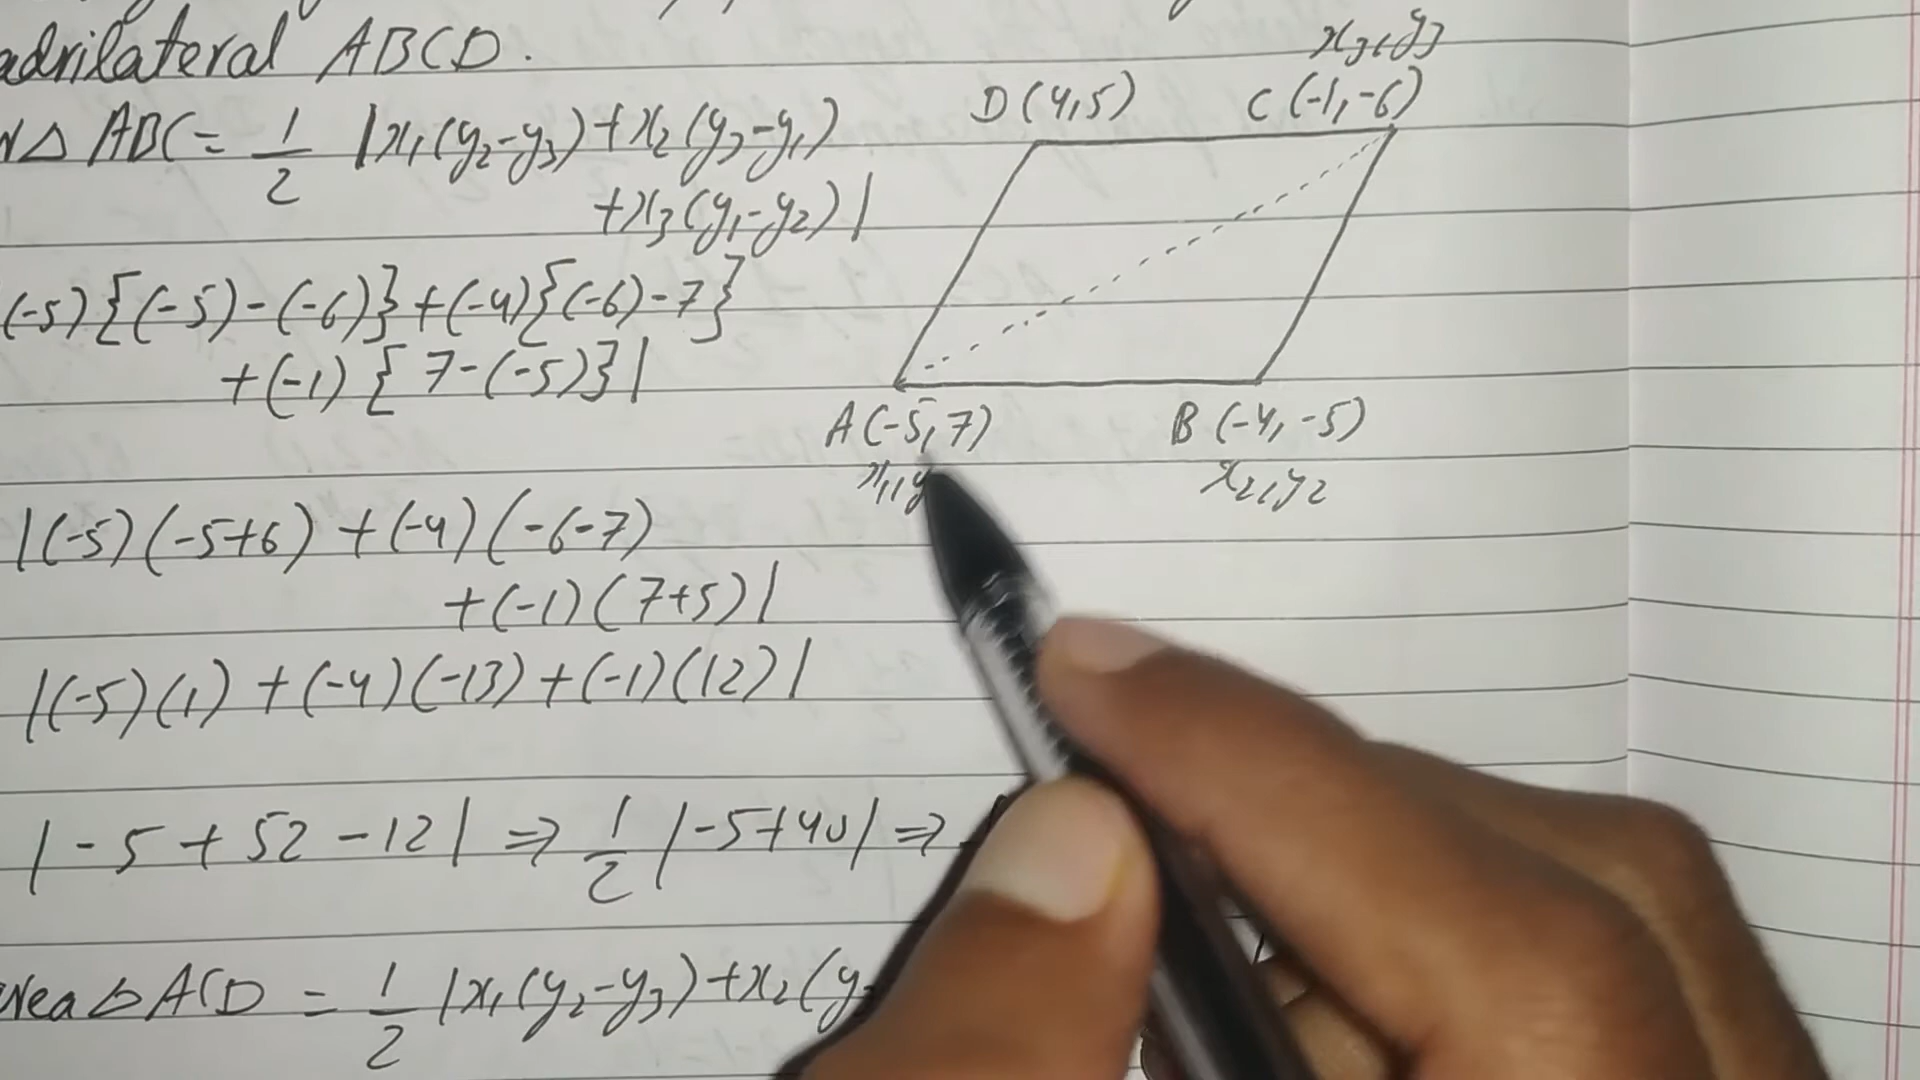 adrilateral ABCD.
△ ABC = 1/2 |x₁(y₂-y₃)+x₂(y₃-y₁)
+x₃(y₁-y₂)|
(-5){(-5)-(-6)}+(-4){(-6)-7}
+(-1){7-(-5)}|
|(-5)(-5+6)+(-4)(-6-7)
+(-1)(7+5)|
|(-5)(1)+(-4)(-13)+(-1)(12)|
|-5+52-12| ⇒ 1/2 |-5+40| ⇒
Area △ ACD = 1/2 |x₁(y₂-y₃)+x₂(y
x₃,y₃
D(4,5) C(-1,-6)
A(-5,7) B(-4,-5)
x₁,y x₂,y₂